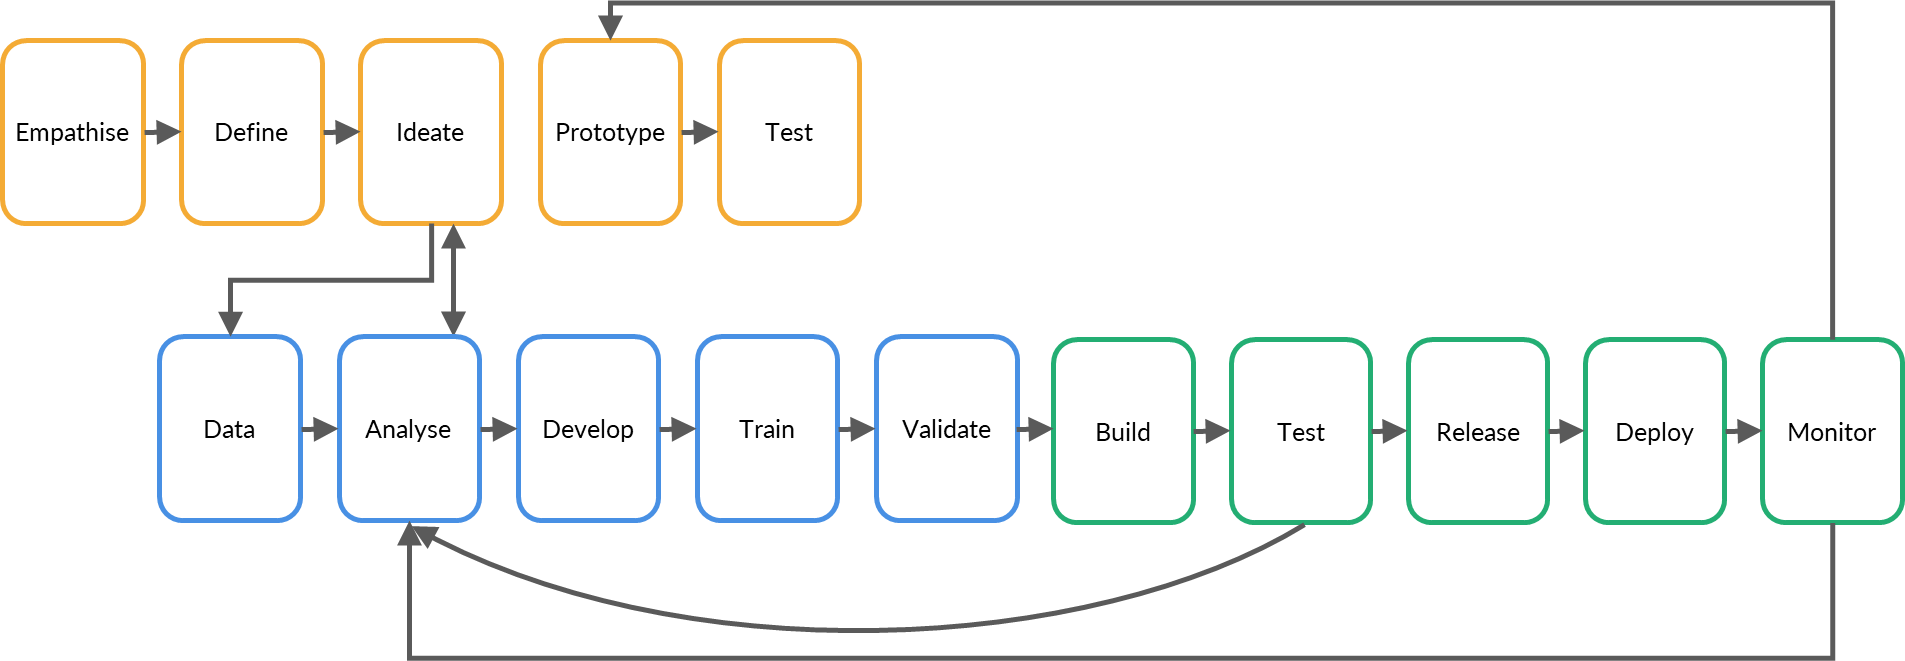 Empathise
Define
Ideate
Prototype
Test
Data
Analyse
Develop
Train
Validate
Build
Test
Release
Deploy
Monitor